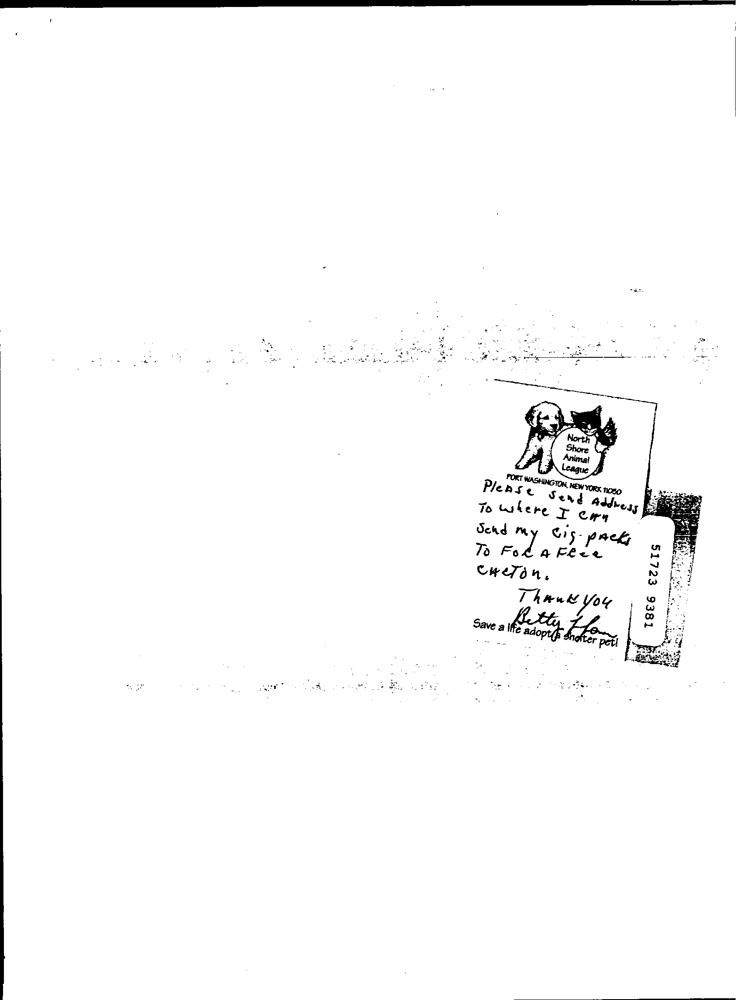 North
Shore
Animal
League
PORT WASHINGTON, NEW YORK 11050
Please Send Address
To where I can
Send my cig-packs
To For A Free
Carton.
Thank You
Betty
Save a life adopt a shelter pet!
51723 9381